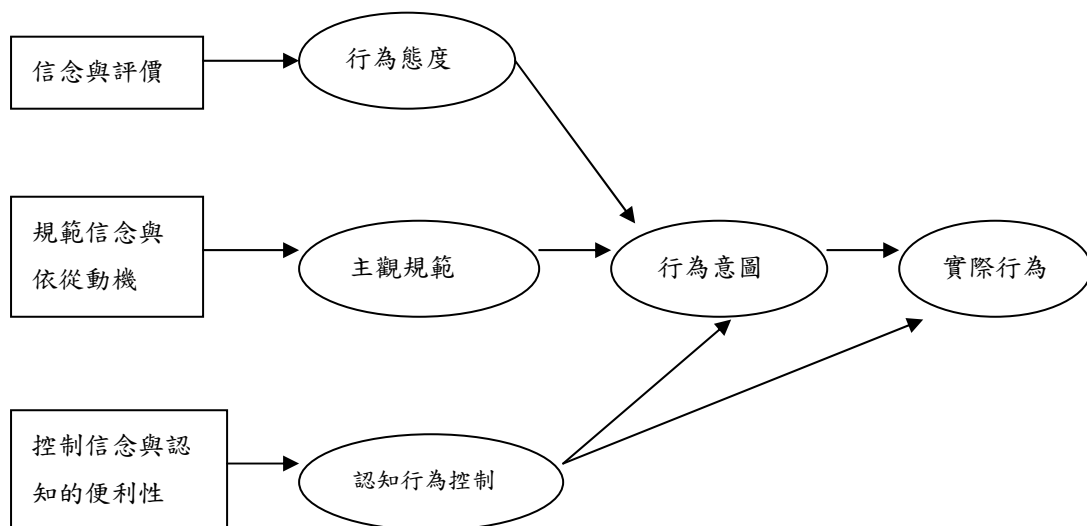 信念與評價
行為態度
規範信念與
依從動機
主觀規範
行為意圖
實際行為
控制信念與認
知的便利性
認知行為控制